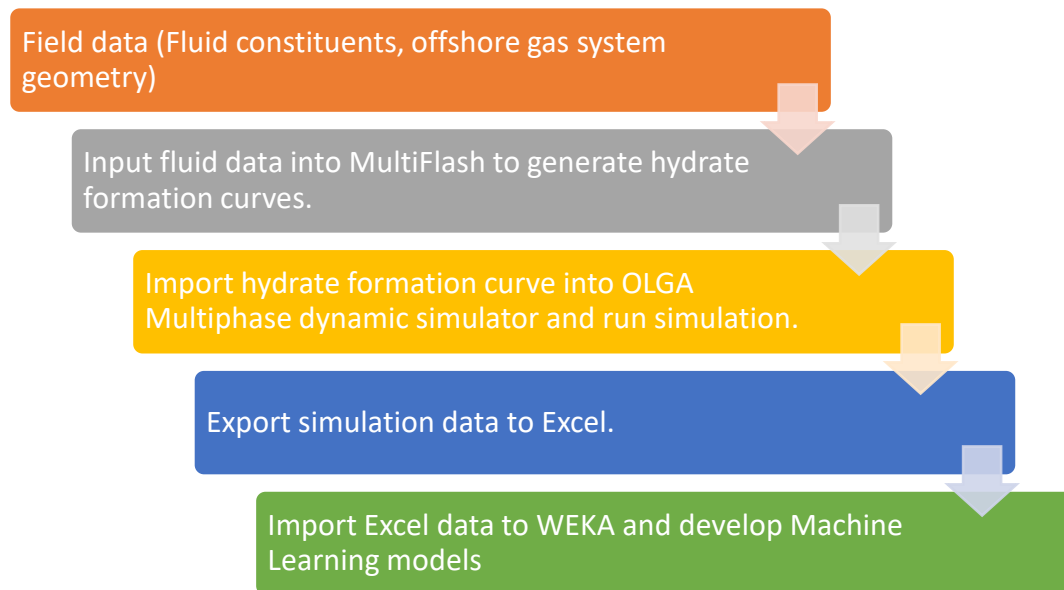 Field data (Fluid constituents, offshore gas system
geometry)
Input fluid data into MultiFlash to generate hydrate
formation curves.
Import hydrate formation curve into OLGA
Multiphase dynamic simulator and run simulation.
Export simulation data to Excel.
Import Excel data to WEKA and develop Machine
Learning models